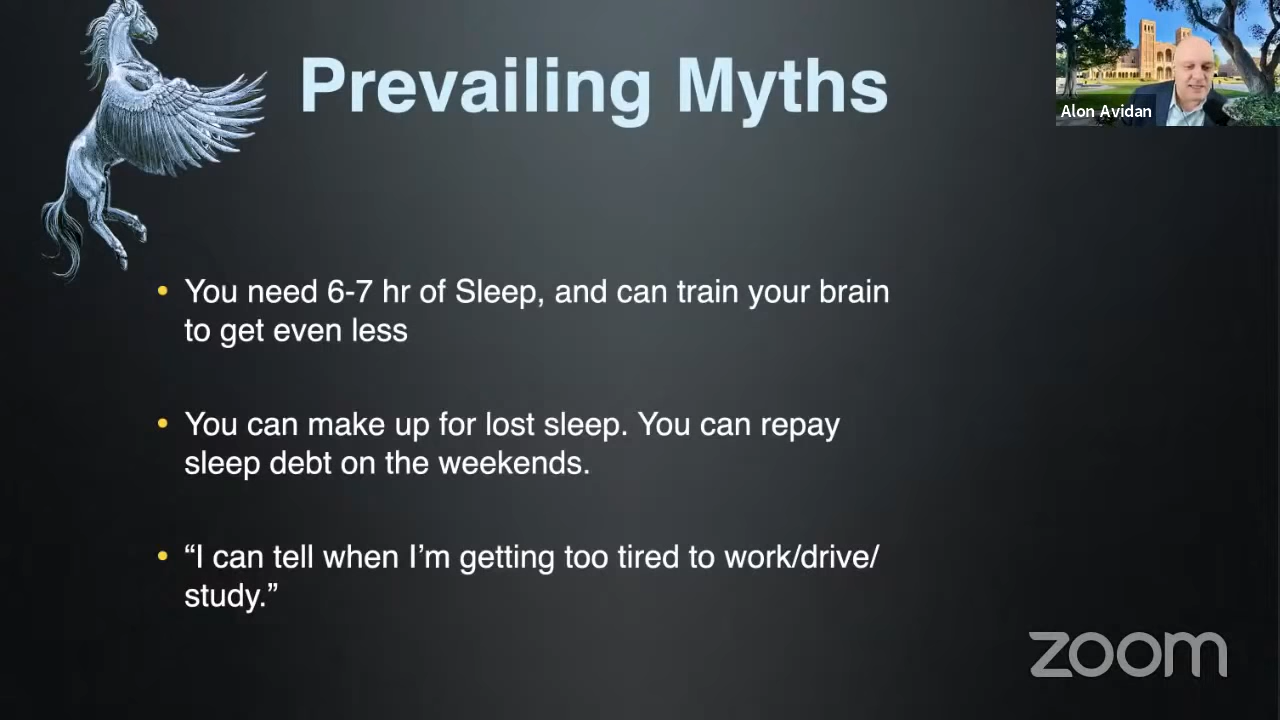 Prevailing Myths
Alon Avidan
• You need 6-7 hr of Sleep, and can train your brain
to get even less
• You can make up for lost sleep. You can repay
sleep debt on the weekends.
• “I can tell when I’m getting too tired to work/drive/
study.”
zoom